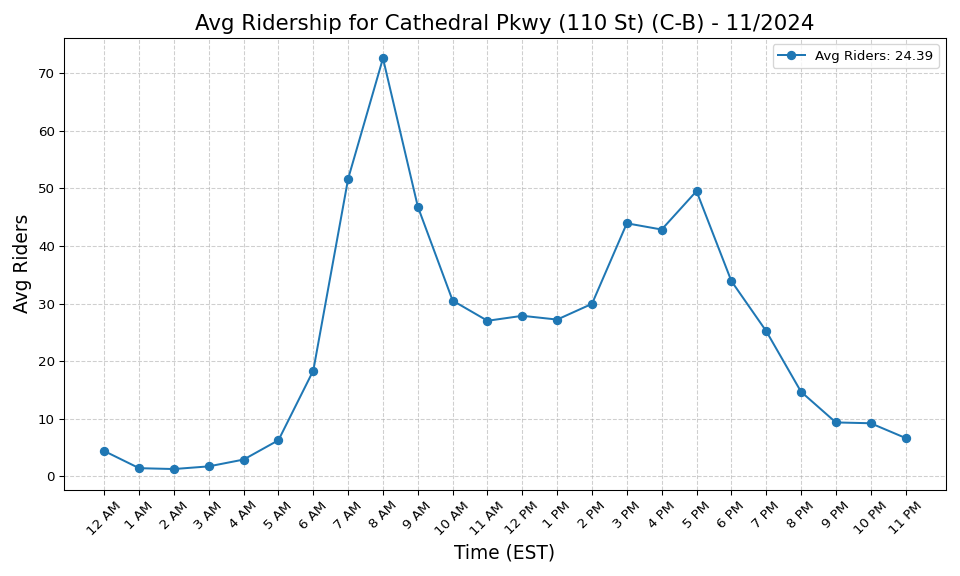 Avg Ridership for Cathedral Pkwy (110 St) (C-B) - 11/2024
Avg Riders: 24.39
Avg Riders
70
60
50
40
30
20
10
0
12 AM 1 AM 2 AM 3 AM 4 AM 5 AM 6 AM 7 AM 8 AM 9 AM 10 AM 11 AM 12 PM 1 PM 2 PM 3 PM 4 PM 5 PM 6 PM 7 PM 8 PM 9 PM 10 PM 11 PM
Time (EST)